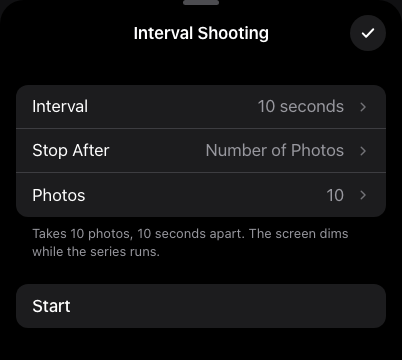 Interval Shooting
Interval 10 seconds
Stop After Number of Photos
Photos 10
Takes 10 photos, 10 seconds apart. The screen dims
while the series runs.
Start